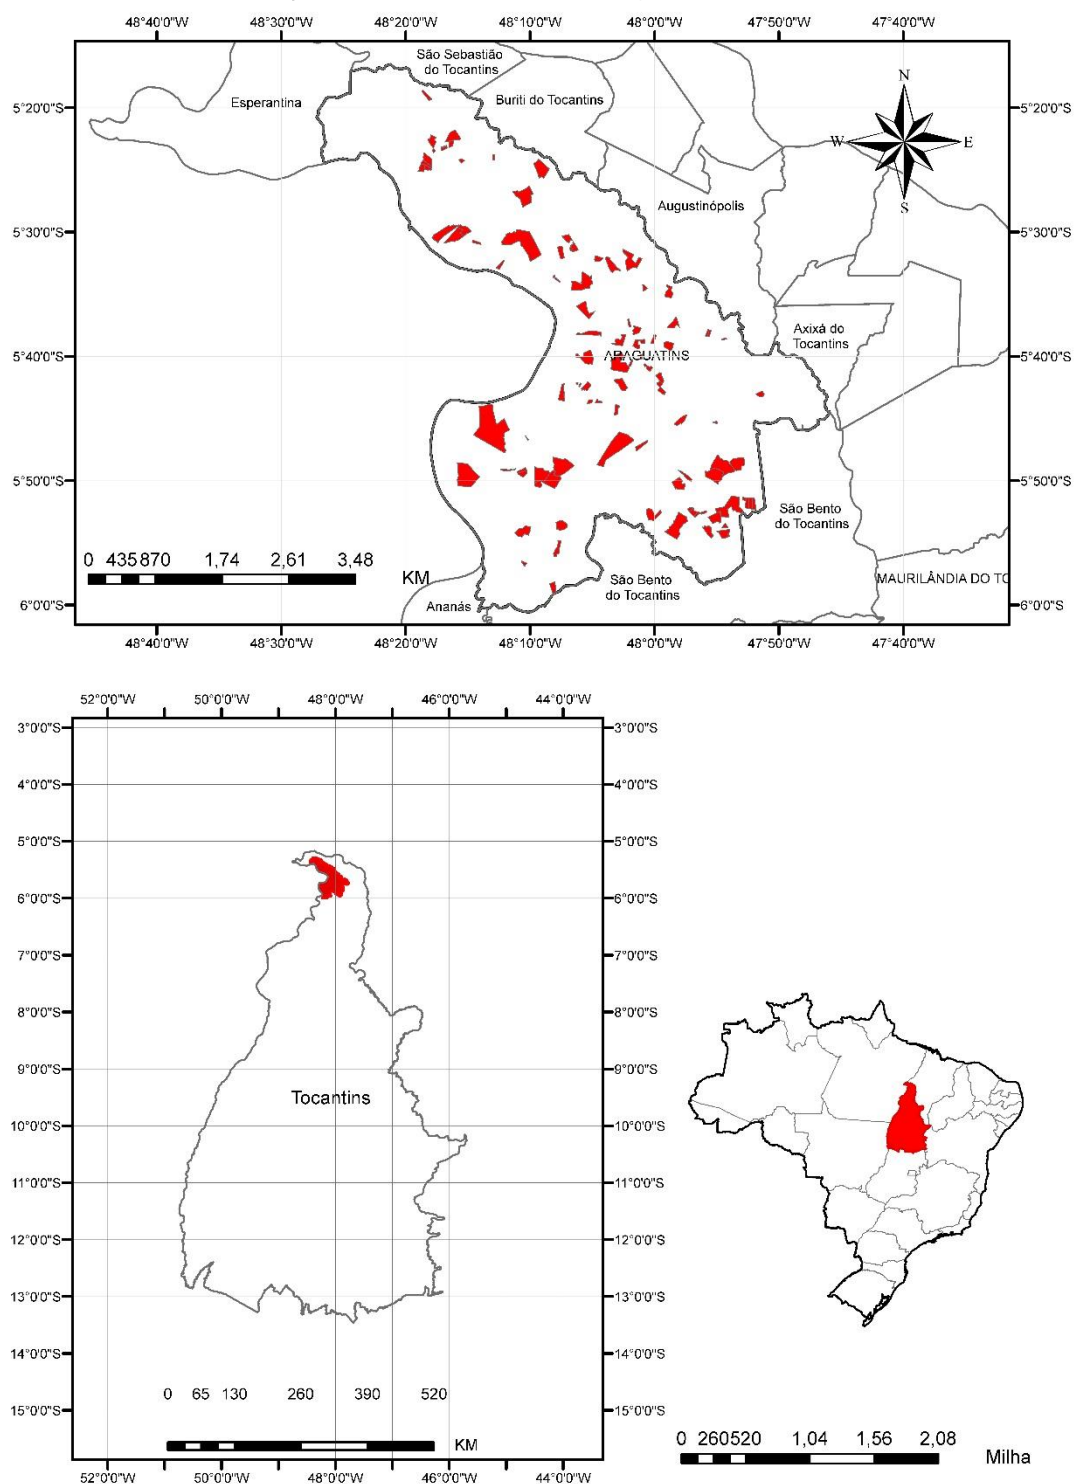 48°40'0"W 48°30'0"W 48°20'0"W 48°10'0"W 48°0'0"W 47°50'0"W 47°40'0"W
São Sebastião
do Tocantins
Esperantina
Buriti do Tocantins
N
5°20'0"S 5°20'0"S
W E
S
Augustinópolis
5°30'0"S 5°30'0"S
Axixá do
Tocantins
5°40'0"S 5°40'0"S
ARAGUATINS
5°50'0"S 5°50'0"S
São Bento
do Tocantins
0 435 870 1,74 2,61 3,48
KM
São Bento
do Tocantins
MAURILÂNDIA DO TO
Ananás
6°0'0"S 6°0'0"S
48°40'0"W 48°30'0"W 48°20'0"W 48°10'0"W 48°0'0"W 47°50'0"W 47°40'0"W
52°0'0"W 50°0'0"W 48°0'0"W 46°0'0"W 44°0'0"W
3°0'0"S 3°0'0"S
4°0'0"S 4°0'0"S
5°0'0"S 5°0'0"S
6°0'0"S 6°0'0"S
7°0'0"S 7°0'0"S
8°0'0"S 8°0'0"S
9°0'0"S 9°0'0"S
Tocantins
10°0'0"S 10°0'0"S
11°0'0"S 11°0'0"S
12°0'0"S 12°0'0"S
13°0'0"S 13°0'0"S
14°0'0"S 14°0'0"S
0 65 130 260 390 520
15°0'0"S 15°0'0"S
KM
52°0'0"W 50°0'0"W 48°0'0"W 46°0'0"W 44°0'0"W
0 260520 1,04 1,56 2,08
Milha